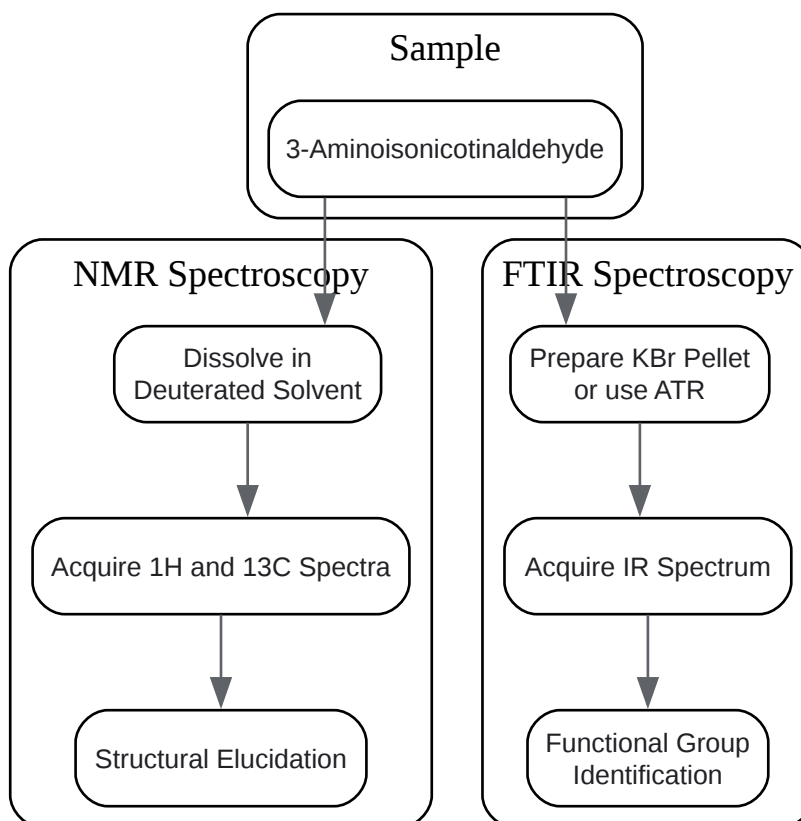 Sample
3-Aminoisonicotinaldehyde
NMR Spectroscopy
Dissolve in
Deuterated Solvent
Acquire 1H and 13C Spectra
Structural Elucidation
FTIR Spectroscopy
Prepare KBr Pellet
or use ATR
Acquire IR Spectrum
Functional Group
Identification